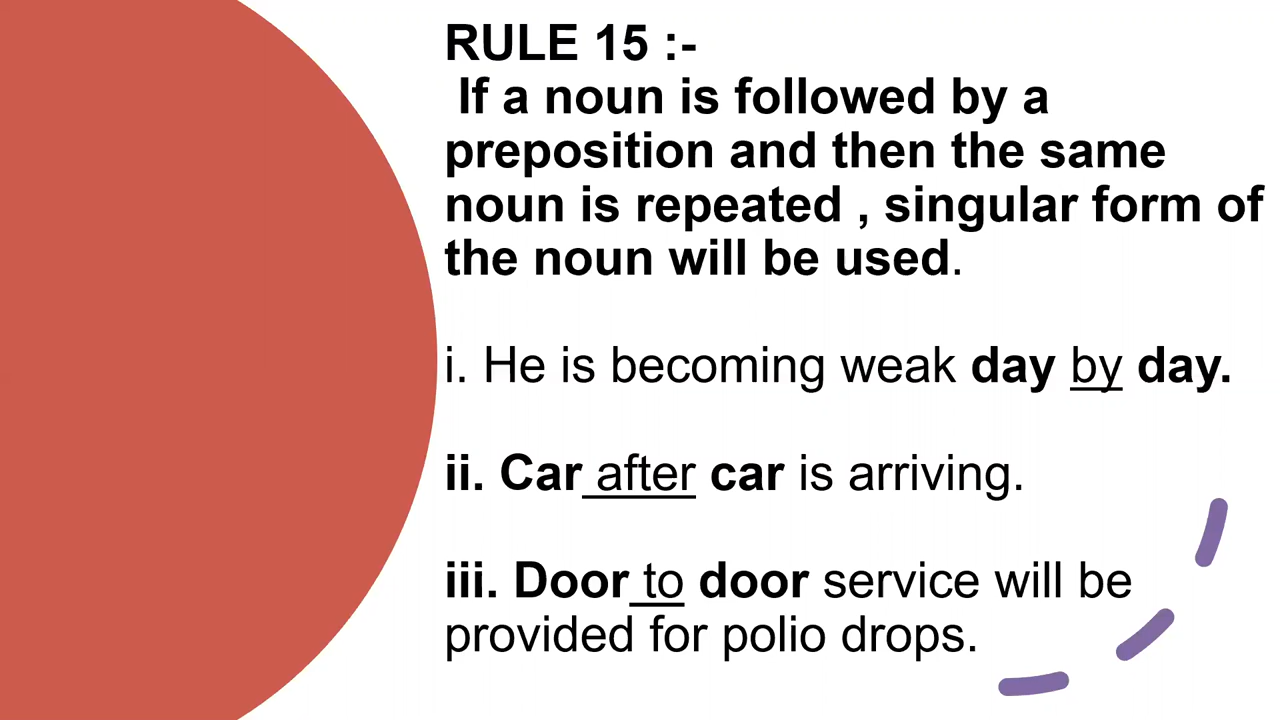 RULE 15 :-
If a noun is followed by a
preposition and then the same
noun is repeated , singular form of
the noun will be used.
i. He is becoming weak day by day.
ii. Car after car is arriving.
iii. Door to door service will be
provided for polio drops.